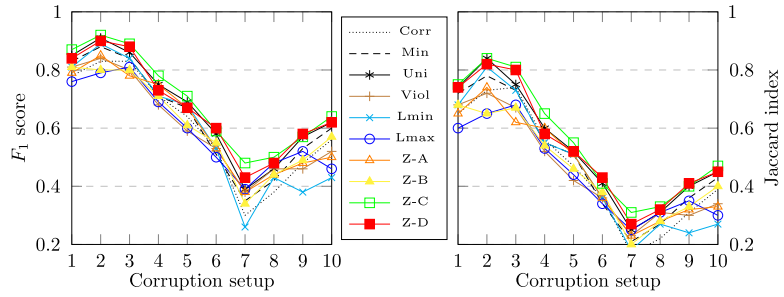 1
0.8
0.6
0.4
0.2
F1 score
1 2 3 4 5 6 7 8 9 10
Corruption setup
Corr
Min
Uni
Viol
Lmin
Lmax
Z-A
Z-B
Z-C
Z-D
1
0.8
0.6
0.4
0.2
Jaccard index
1 2 3 4 5 6 7 8 9 10
Corruption setup